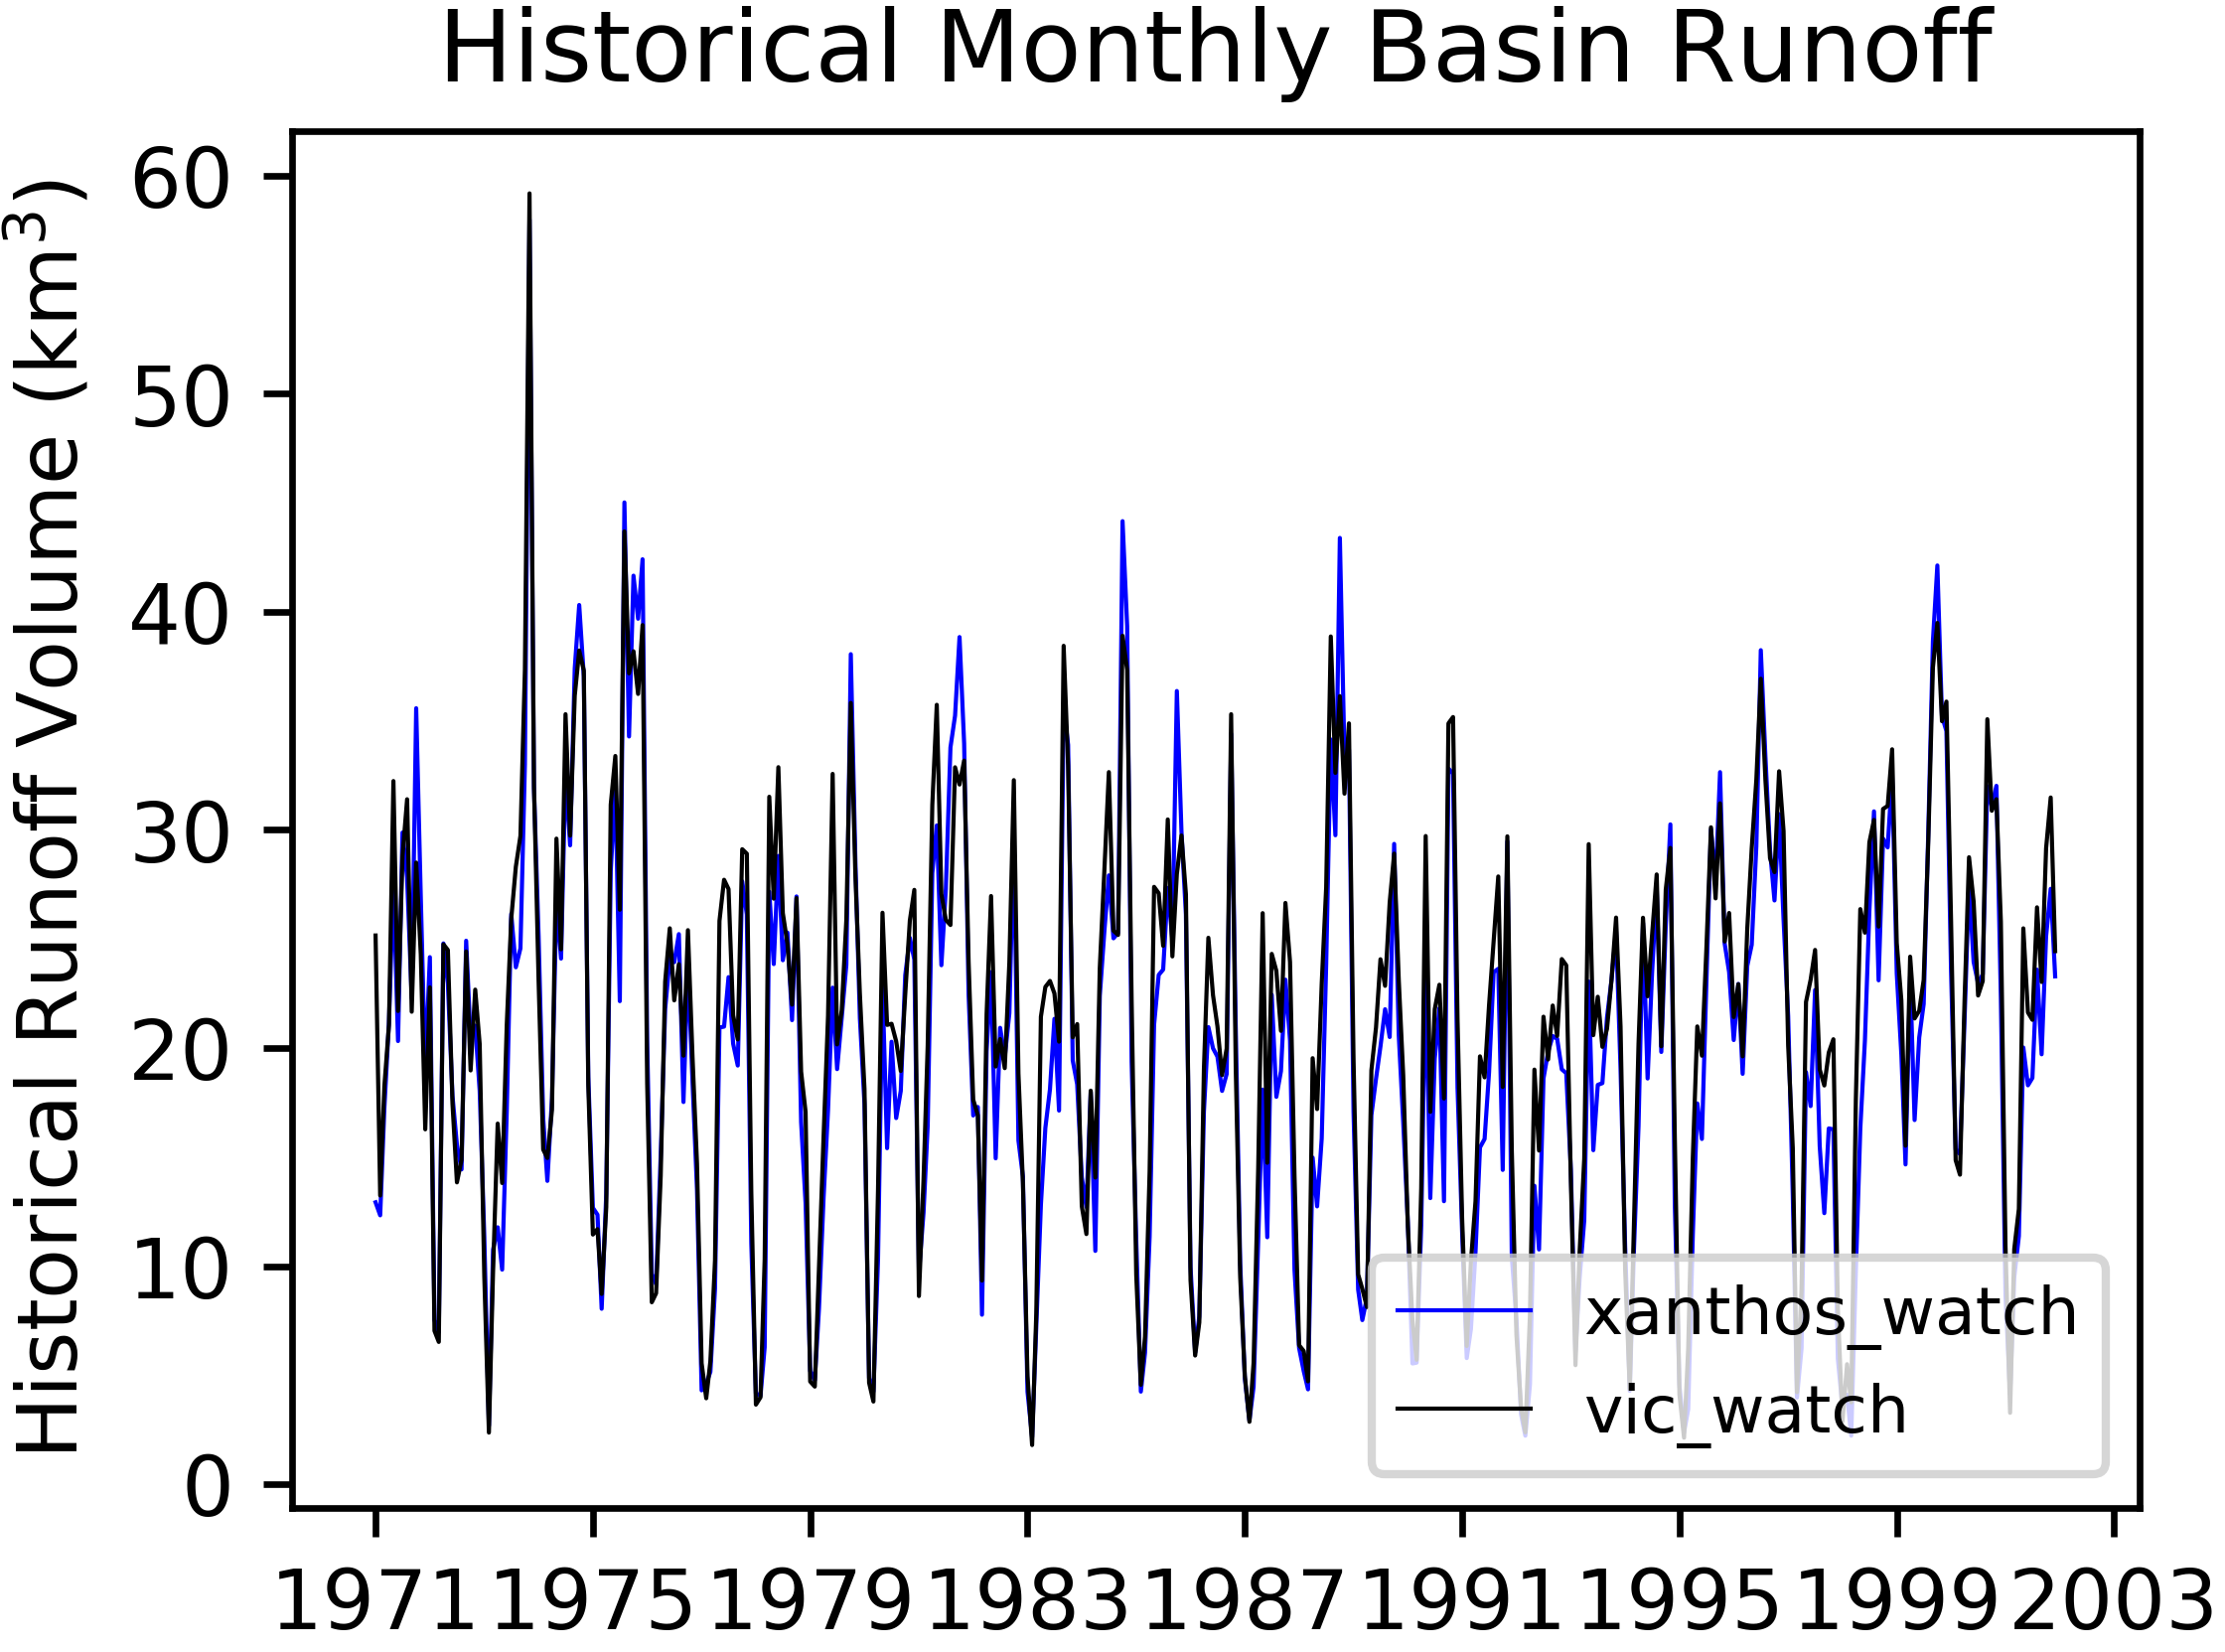 Historical Monthly Basin Runoff
Historical Runoff Volume (km³)
60
50
40
30
20
10
0
1971 1975 1979 1983 1987 1991 1995 1999 2003
xanthos_watch
vic_watch